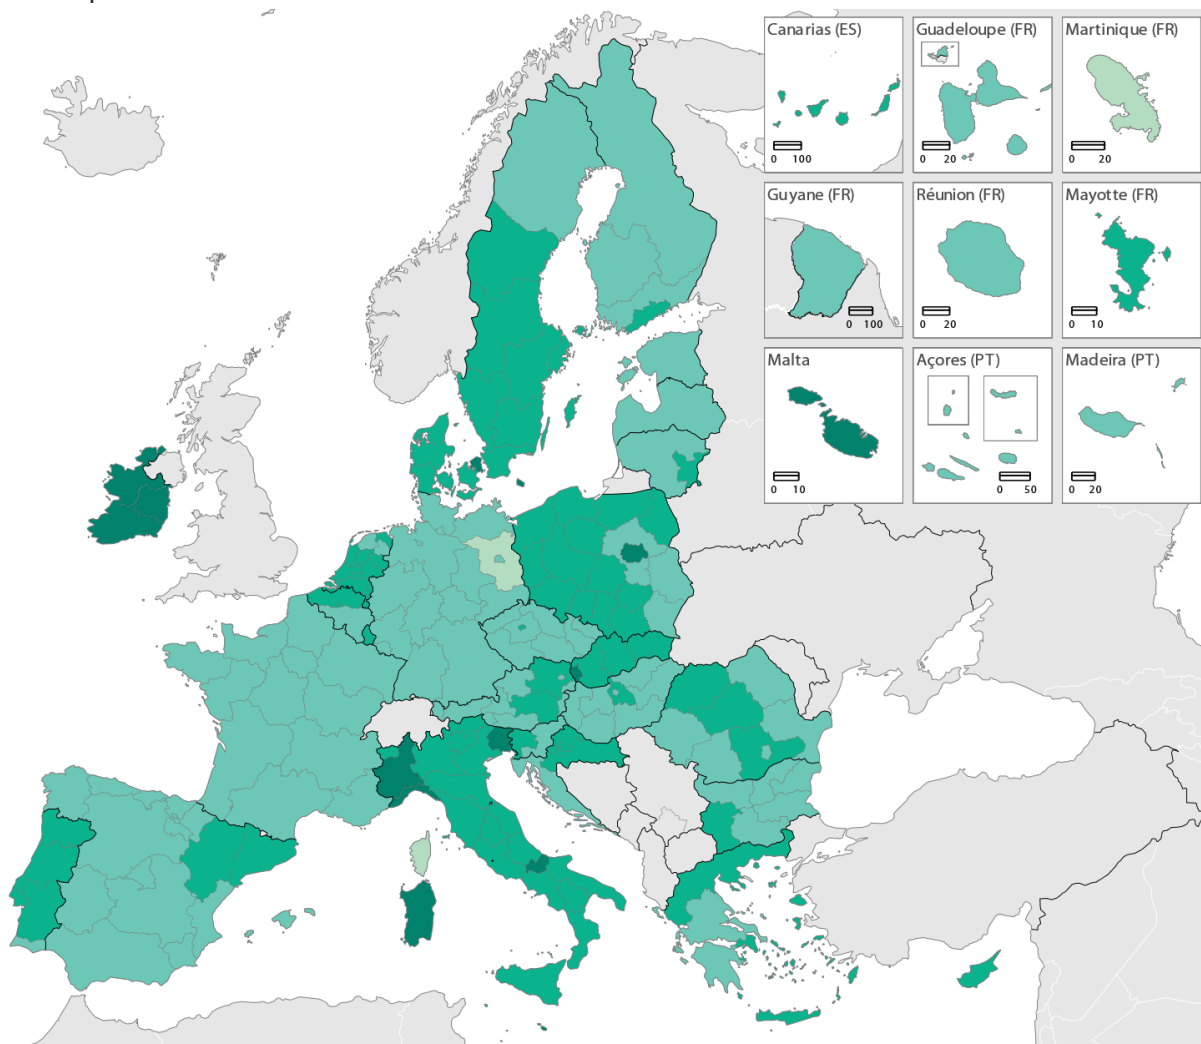 Canarias (ES)
0 100
Guadeloupe (FR)
0 20
Martinique (FR)
0 20
Guyane (FR)
0 100
Réunion (FR)
0 20
Mayotte (FR)
0 10
Malta
0 10
Açores (PT)
0 50
Madeira (PT)
0 20